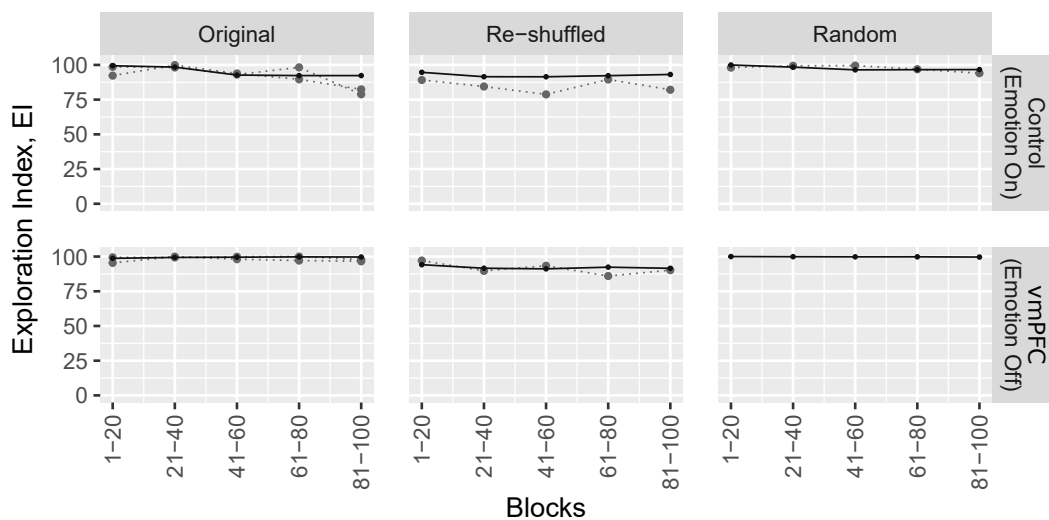 Original
Re−shuffled
Random
Exploration Index, EI
100
75
50
25
0
Control
(Emotion On)
100
75
50
25
0
vmPFC
(Emotion Off)
1−20
21−40
41−60
61−80
81−100
1−20
21−40
41−60
61−80
81−100
1−20
21−40
41−60
61−80
81−100
Blocks